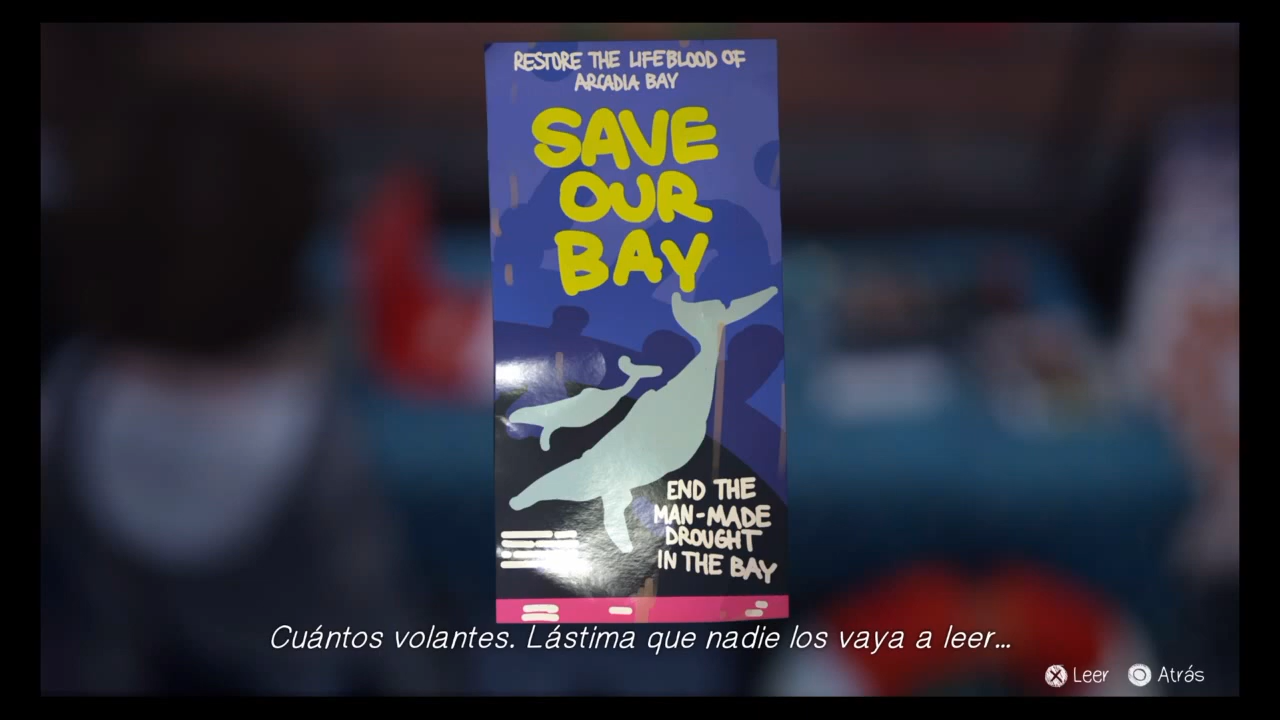 RESTORE THE LIFEBLOOD OF
ARCADIA BAY
SAVE
OUR
BAY
END THE
MAN-MADE
DROUGHT
IN THE BAY
Cuántos volantes. Lástima que nadie los vaya a leer...
Leer Atrás